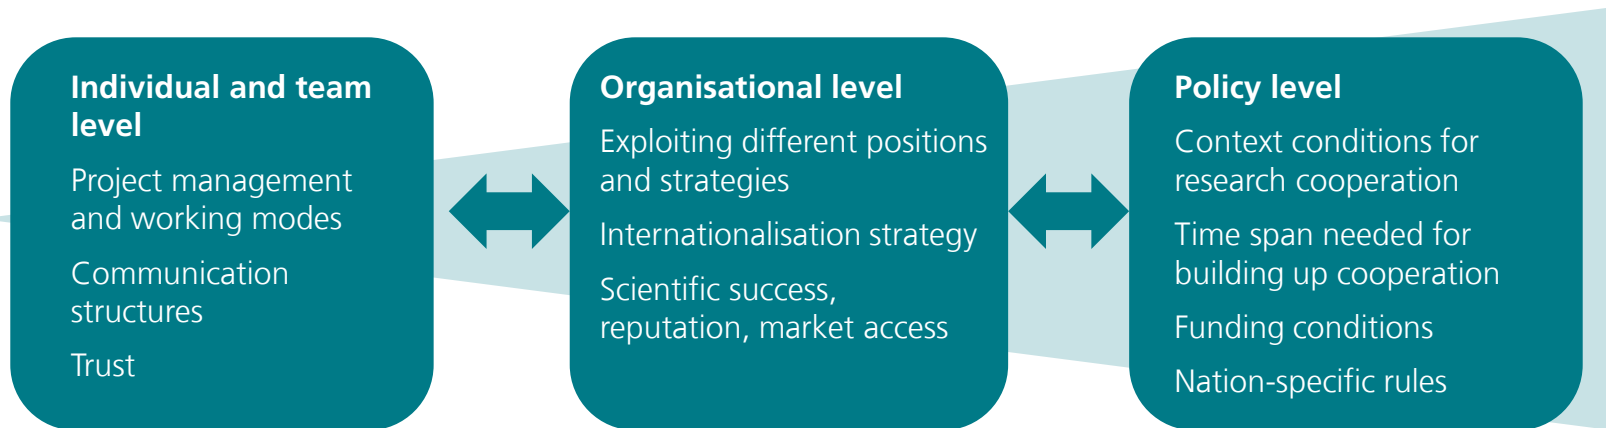 Individual and team
level
Project management
and working modes
Communication
structures
Trust
Organisational level
Exploiting different positions
and strategies
Internationalisation strategy
Scientific success,
reputation, market access
Policy level
Context conditions for
research cooperation
Time span needed for
building up cooperation
Funding conditions
Nation-specific rules